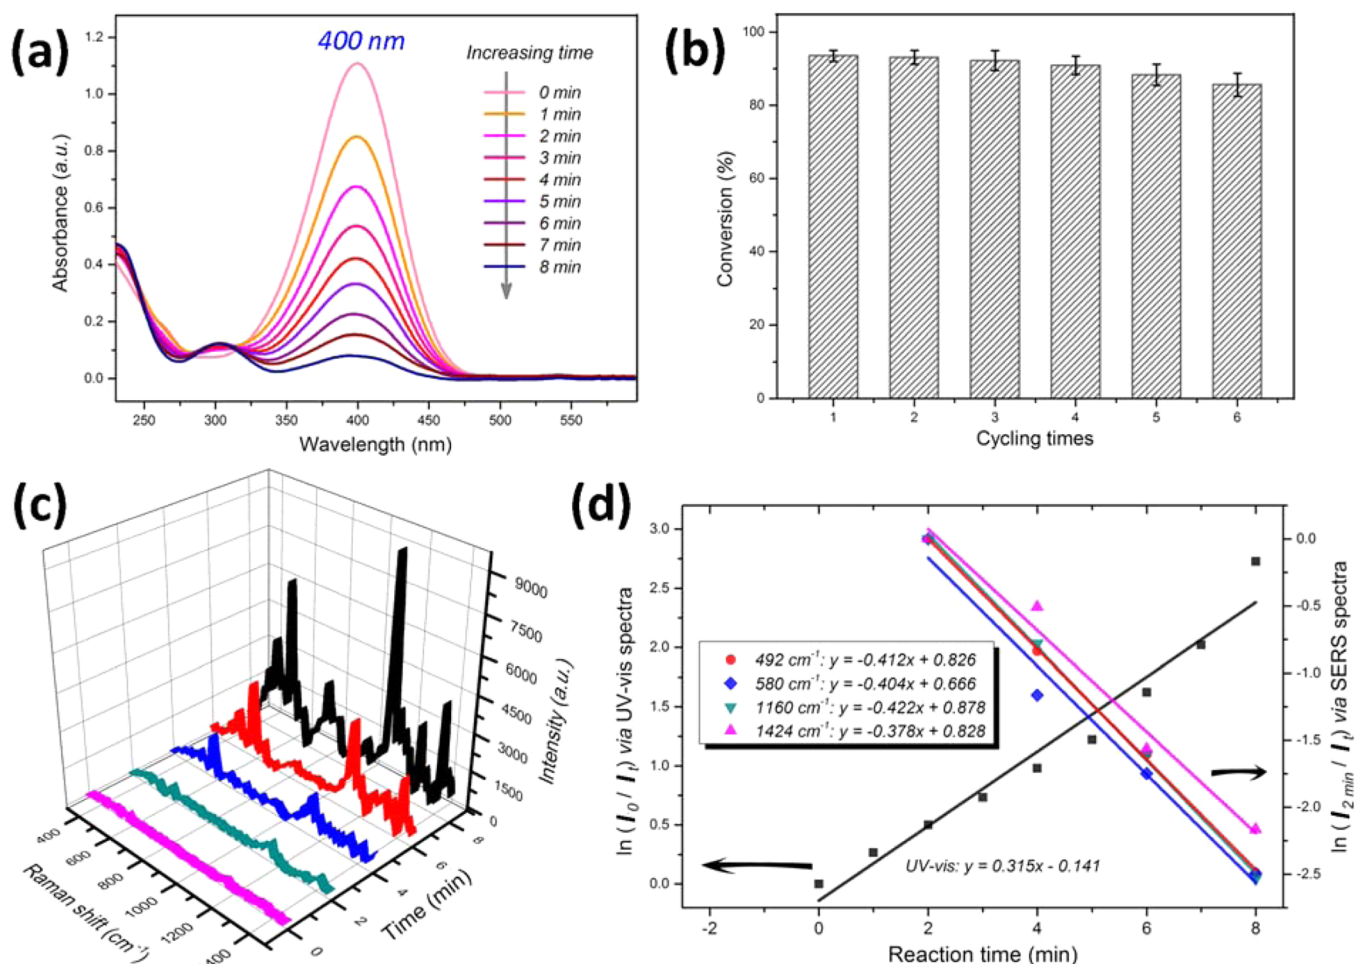 (a)
400 nm
Increasing time
0 min
1 min
2 min
3 min
4 min
5 min
6 min
7 min
8 min
1.2
1.0
0.8
0.6
0.4
0.2
0.0
Absorbance (a.u.)
250 300 350 400 450 500 550
Wavelength (nm)
(b)
100
80
60
40
20
0
Conversion (%)
1 2 3 4 5 6
Cycling times
(c)
9000
7500
6000
4500
3000
1500
0
Intensity (a.u.)
8
6
4
2
0
Time (min)
400
600
800
1000
1200
Raman shift (cm⁻¹)
(d)
3.0
2.5
2.0
1.5
1.0
0.5
0.0
ln (I₀ / Iₜ) via UV-vis spectra
0.0
-0.5
-1.0
-1.5
-2.0
-2.5
ln (I₂ ₘᵢₙ / Iₜ) via SERS spectra
492 cm⁻¹: y = -0.412x + 0.826
580 cm⁻¹: y = -0.404x + 0.666
1160 cm⁻¹: y = -0.422x + 0.878
1424 cm⁻¹: y = -0.378x + 0.828
UV-vis: y = 0.315x - 0.141
-2 0 2 4 6 8
Reaction time (min)